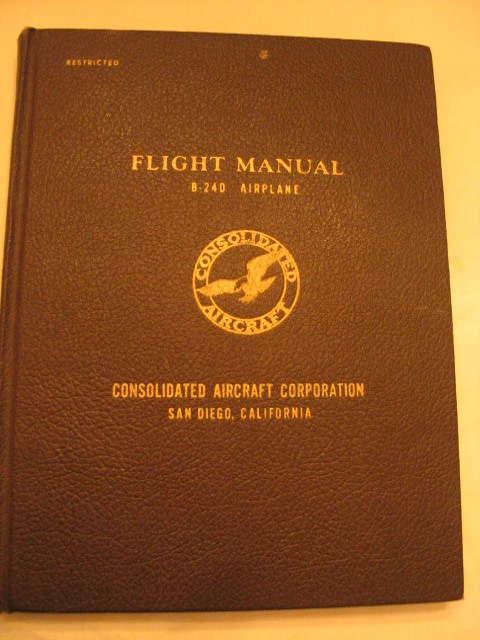 RESTRICTED
FLIGHT MANUAL
B-24D AIRPLANE
CONSOLIDATED
AIRCRAFT
CONSOLIDATED AIRCRAFT CORPORATION
SAN DIEGO, CALIFORNIA